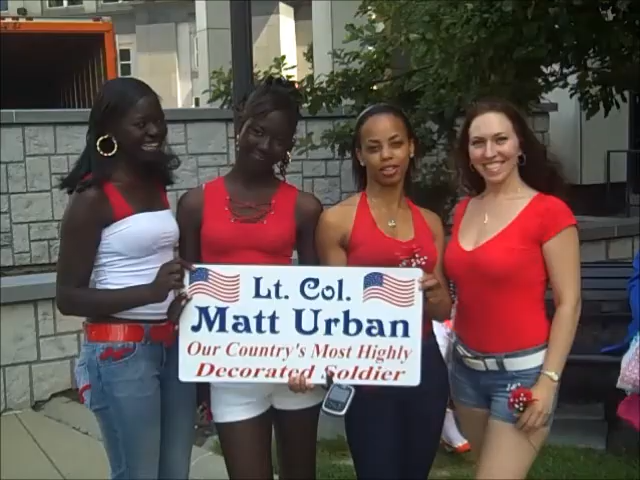 Lt. Col.
Matt Urban
Our Country's Most Highly
Decorated Soldier